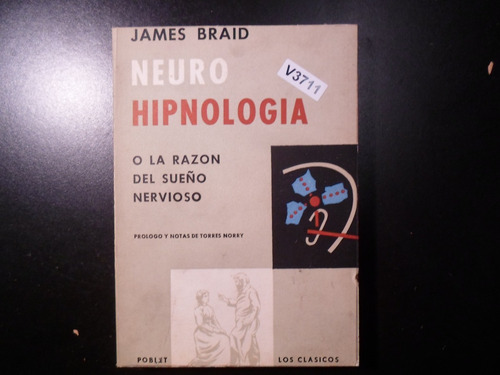 JAMES BRAID
NEURO
V3711
HIPNOLOGIA
O LA RAZON
DEL SUEÑO
NERVIOSO
PROLOGO Y NOTAS DE TORRES NORRY
POBLET
LOS CLASICOS